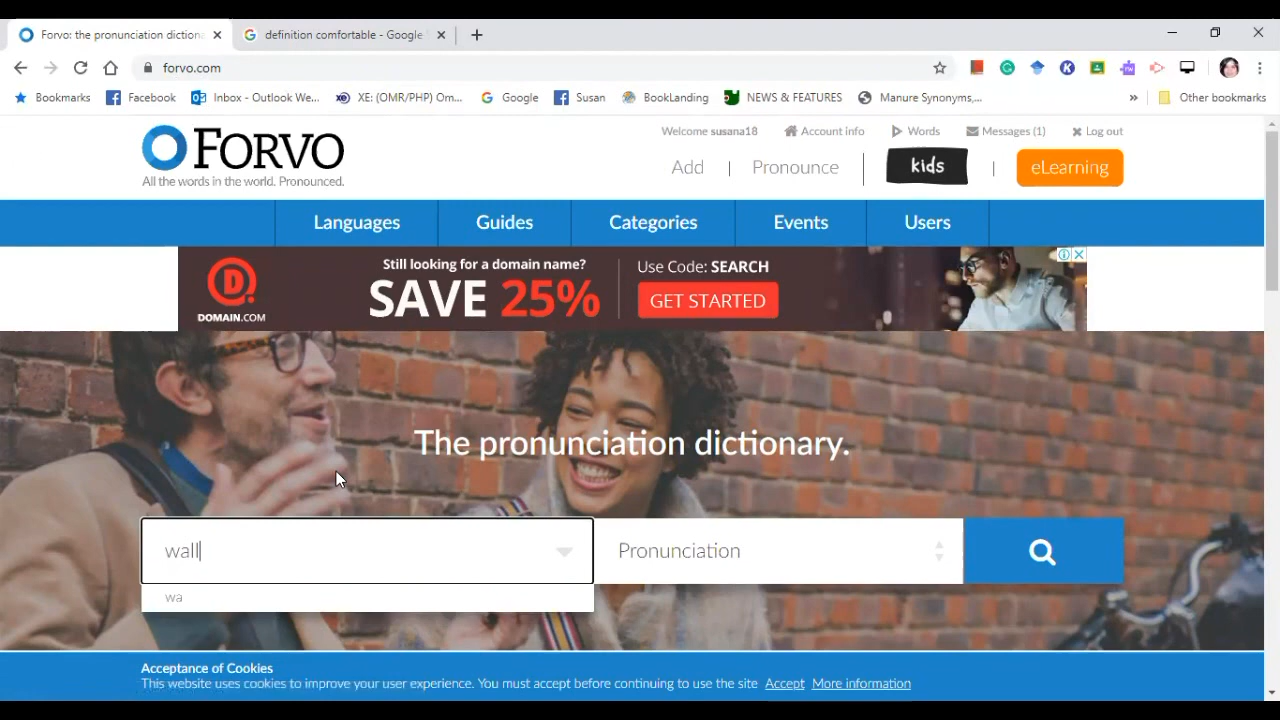 Forvo: the pronunciation dictiona
definition comfortable - Google
forvo.com
Bookmarks
Facebook
Inbox - Outlook We...
XE: (OMR/PHP) Om...
Google
Susan
BookLanding
NEWS & FEATURES
Manure Synonyms,...
Other bookmarks
FORVO
All the words in the world. Pronounced.
Welcome susana18
Account info
Words
Messages (1)
Log out
Add
Pronounce
kids
eLearning
Languages
Guides
Categories
Events
Users
D
DOMAIN.COM
Still looking for a domain name?
SAVE 25%
Use Code: SEARCH
GET STARTED
The pronunciation dictionary.
wall
Pronunciation
wa
Acceptance of Cookies
This website uses cookies to improve your user experience. You must accept before continuing to use the site Accept More information